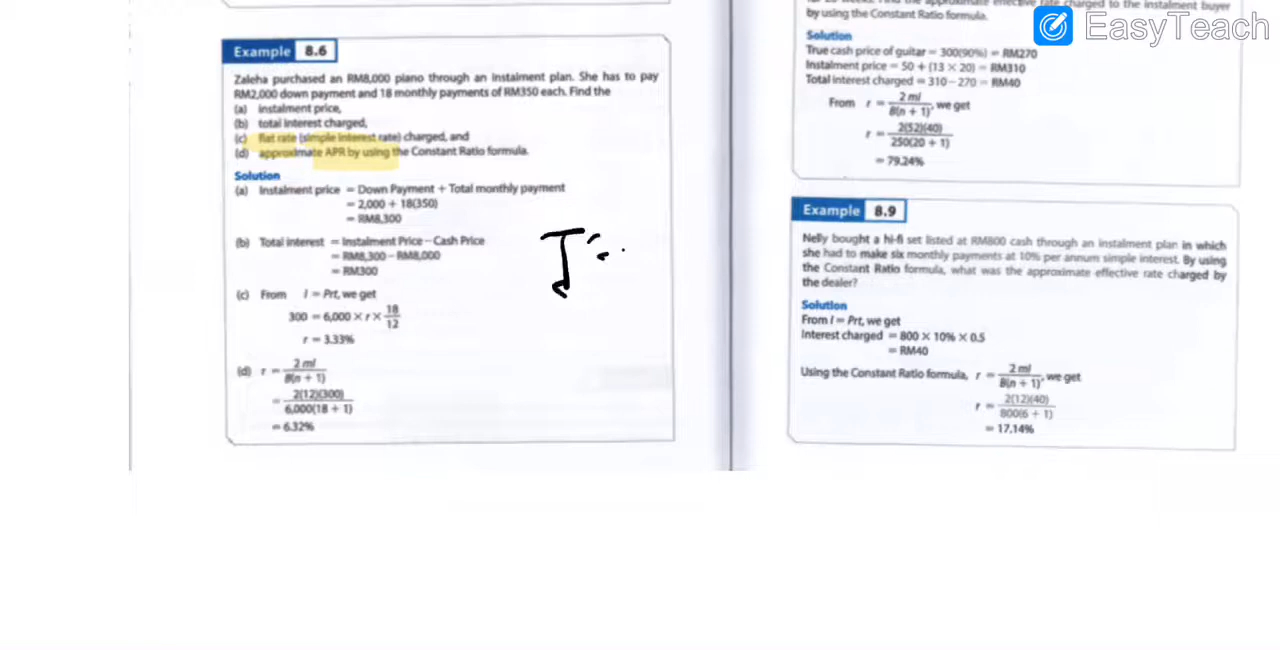 Example 8.6
Zaleha purchased an RM8,000 piano through an instalment plan. She has to pay
RM2,000 down payment and 18 monthly payments of RM350 each. Find the
(a) instalment price,
(b) total interest charged,
(c) flat rate (simple interest rate) charged, and
(d) approximate APR by using the Constant Ratio formula.
Solution
(a) Instalment price = Down Payment + Total monthly payment
= 2,000 + 18(350)
= RM8,300
(b) Total interest = Instalment Price − Cash Price
= RM8,300 − RM8,000
= RM300
(c) From I = Prt, we get
300 = 6,000 × r × 18/12
r = 3.33%
(d) r = 2 mI / B(n + 1)
= 2(12)(300) / 6,000(18 + 1)
= 6.32%
I =
charged to the instalment buyer
by using the Constant Ratio formula.
EasyTeach
Solution
True cash price of guitar = 300(90%) = RM270
Instalment price = 50 + (13 × 20) = RM310
Total interest charged = 310 − 270 = RM40
From r = 2 mI / B(n + 1), we get
r = 2(52)(40) / 250(20 + 1)
= 79.24%
Example 8.9
Nelly bought a hi-fi set listed at RM800 cash through an instalment plan in which
she had to make six monthly payments at 10% per annum simple interest. By using
the Constant Ratio formula, what was the approximate effective rate charged by
the dealer?
Solution
From I = Prt, we get
Interest charged = 800 × 10% × 0.5
= RM40
Using the Constant Ratio formula, r = 2 mI / B(n + 1), we get
r = 2(12)(40) / 800(6 + 1)
= 17.14%